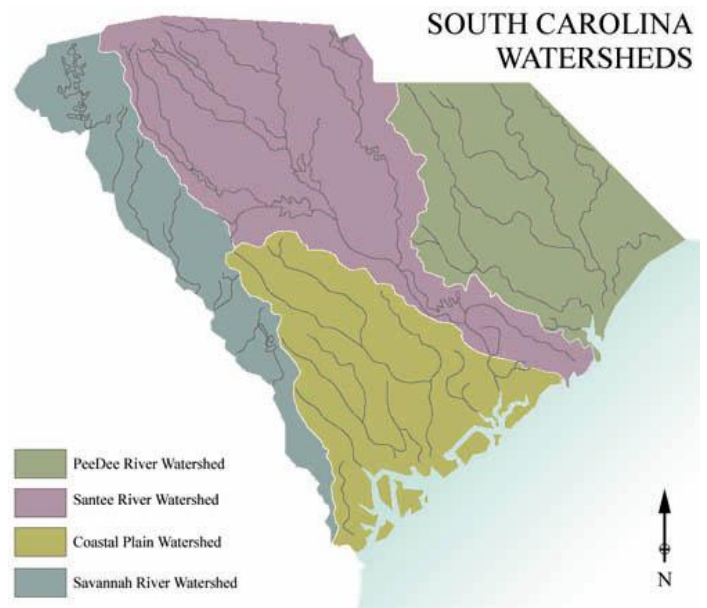 SOUTH CAROLINA
WATERSHEDS
PeeDee River Watershed
Santee River Watershed
Coastal Plain Watershed
Savannah River Watershed
N